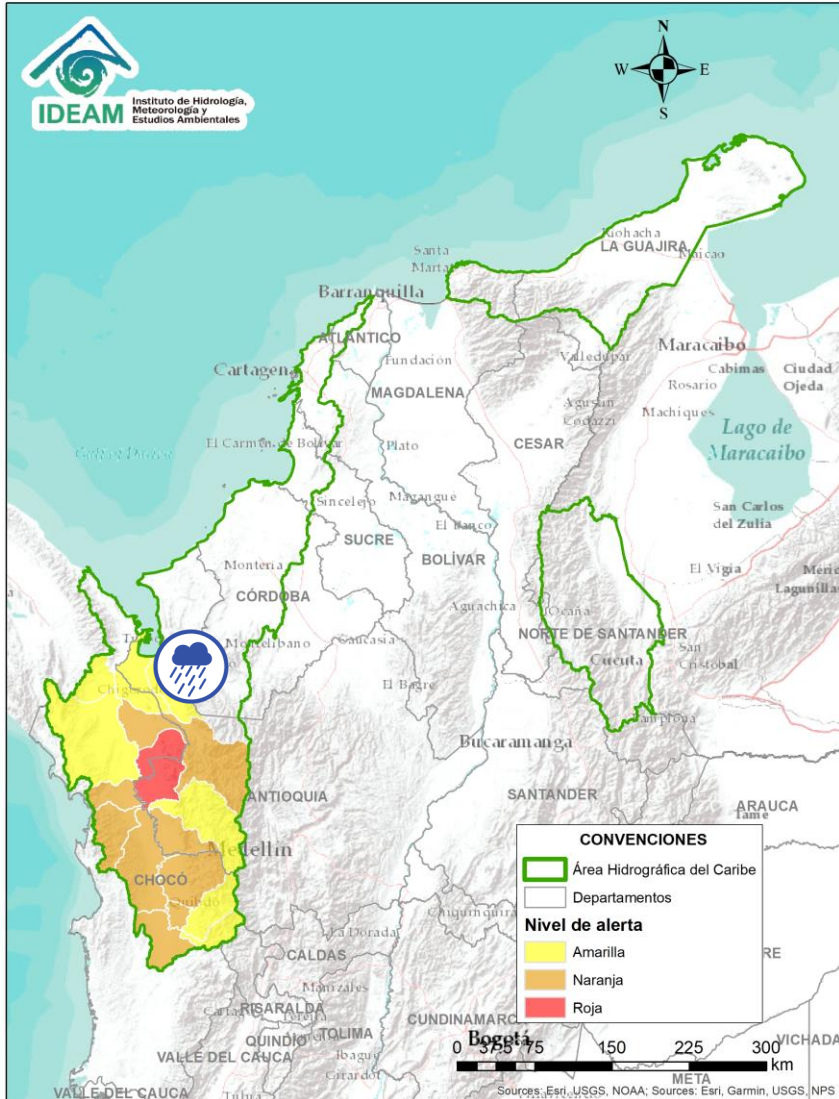 IDEAM
Instituto de Hidrología,
Meteorología y
Estudios Ambientales
N
W
E
S
Riohacha
LA GUAJIRA
Maicao
Santa
Marta
Barranquilla
ATLÁNTICO
Cartagena
Fundación
Valledupar
Maracaibo
Cabimas
Ciudad
Ojeda
Rosario
Machiques
MAGDALENA
Agustín
Codazzi
CESAR
Lago de
Maracaibo
El Carmen de Bolívar
Plato
Sincelejo
Magangué
San Carlos
del Zulia
SUCRE
El Banco
BOLÍVAR
Montería
CÓRDOBA
El Vigía
Lagunillas
Aguachica
Ocaña
NORTE DE SANTANDER
Montelíbano
Caucasia
Cúcuta
San
Cristóbal
El Bagre
Pamplona
Bucaramanga
ANTIOQUIA
SANTANDER
ARAUCA
Tame
Medellín
CHOCÓ
Quibdó
Chiquinquirá
La Dorada
CALDAS
Manizales
RISARALDA
Pereira
CUNDINAMARCA
QUINDÍO
TOLIMA
Bogotá
VALLE DEL CAUCA
Ibagué
Girardot
VICHADA
META
VALLE DEL CAUCA
Tuluá
CONVENCIONES
Área Hidrográfica del Caribe
Departamentos
Nivel de alerta
Amarilla
Naranja
Roja
0 37.5 75 150 225 300
km
Sources: Esri, USGS, NOAA; Sources: Esri, Garmin, USGS, NPS